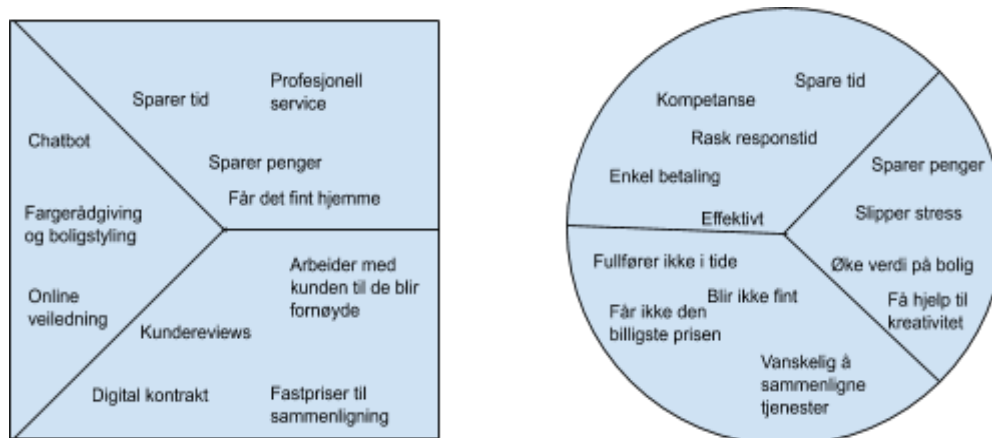 Sparer tid
Profesjonell
service
Sparer penger
Får det fint hjemme
Chatbot
Fargerådgiving
og boligstyling
Online
veiledning
Arbeider med
kunden til de blir
fornøyde
Kundereviews
Digital kontrakt
Fastpriser til
sammenligning
Spare tid
Kompetanse
Rask responstid
Enkel betaling
Effektivt
Sparer penger
Slipper stress
Øke verdi på bolig
Få hjelp til
kreativitet
Fullfører ikke i tide
Blir ikke fint
Får ikke den
billigste prisen
Vanskelig å
sammenligne
tjenester